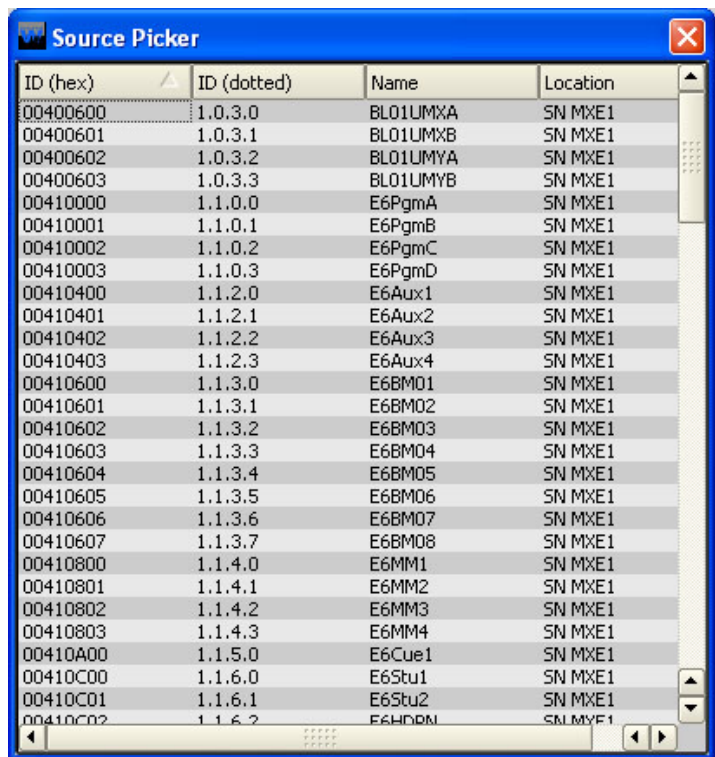 Source Picker
ID (hex) ID (dotted) Name Location
00400600 1.0.3.0 BL01UMXA SN MXE1
00400601 1.0.3.1 BL01UMXB SN MXE1
00400602 1.0.3.2 BL01UMYA SN MXE1
00400603 1.0.3.3 BL01UMYB SN MXE1
00410000 1.1.0.0 E6PgmA SN MXE1
00410001 1.1.0.1 E6PgmB SN MXE1
00410002 1.1.0.2 E6PgmC SN MXE1
00410003 1.1.0.3 E6PgmD SN MXE1
00410400 1.1.2.0 E6Aux1 SN MXE1
00410401 1.1.2.1 E6Aux2 SN MXE1
00410402 1.1.2.2 E6Aux3 SN MXE1
00410403 1.1.2.3 E6Aux4 SN MXE1
00410600 1.1.3.0 E6BM01 SN MXE1
00410601 1.1.3.1 E6BM02 SN MXE1
00410602 1.1.3.2 E6BM03 SN MXE1
00410603 1.1.3.3 E6BM04 SN MXE1
00410604 1.1.3.4 E6BM05 SN MXE1
00410605 1.1.3.5 E6BM06 SN MXE1
00410606 1.1.3.6 E6BM07 SN MXE1
00410607 1.1.3.7 E6BM08 SN MXE1
00410800 1.1.4.0 E6MM1 SN MXE1
00410801 1.1.4.1 E6MM2 SN MXE1
00410802 1.1.4.2 E6MM3 SN MXE1
00410803 1.1.4.3 E6MM4 SN MXE1
00410A00 1.1.5.0 E6Cue1 SN MXE1
00410C00 1.1.6.0 E6Stu1 SN MXE1
00410C01 1.1.6.1 E6Stu2 SN MXE1
00410C02 1.1.6.2 E6HDPN SN MXE1